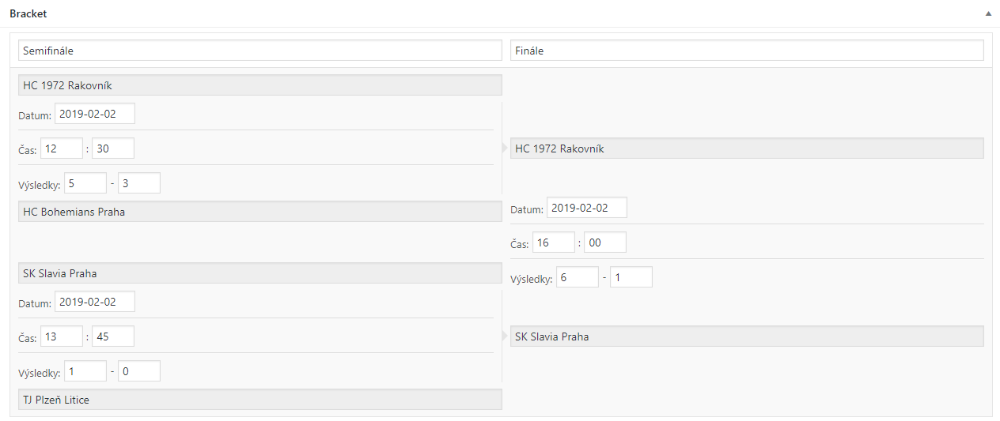 Bracket
Semifinále
Finále
HC 1972 Rakovník
Datum: 2019-02-02
Čas: 12 : 30
Výsledky: 5 - 3
HC Bohemians Praha
SK Slavia Praha
Datum: 2019-02-02
Čas: 13 : 45
Výsledky: 1 - 0
TJ Plzeň Litice
HC 1972 Rakovník
Datum: 2019-02-02
Čas: 16 : 00
Výsledky: 6 - 1
SK Slavia Praha